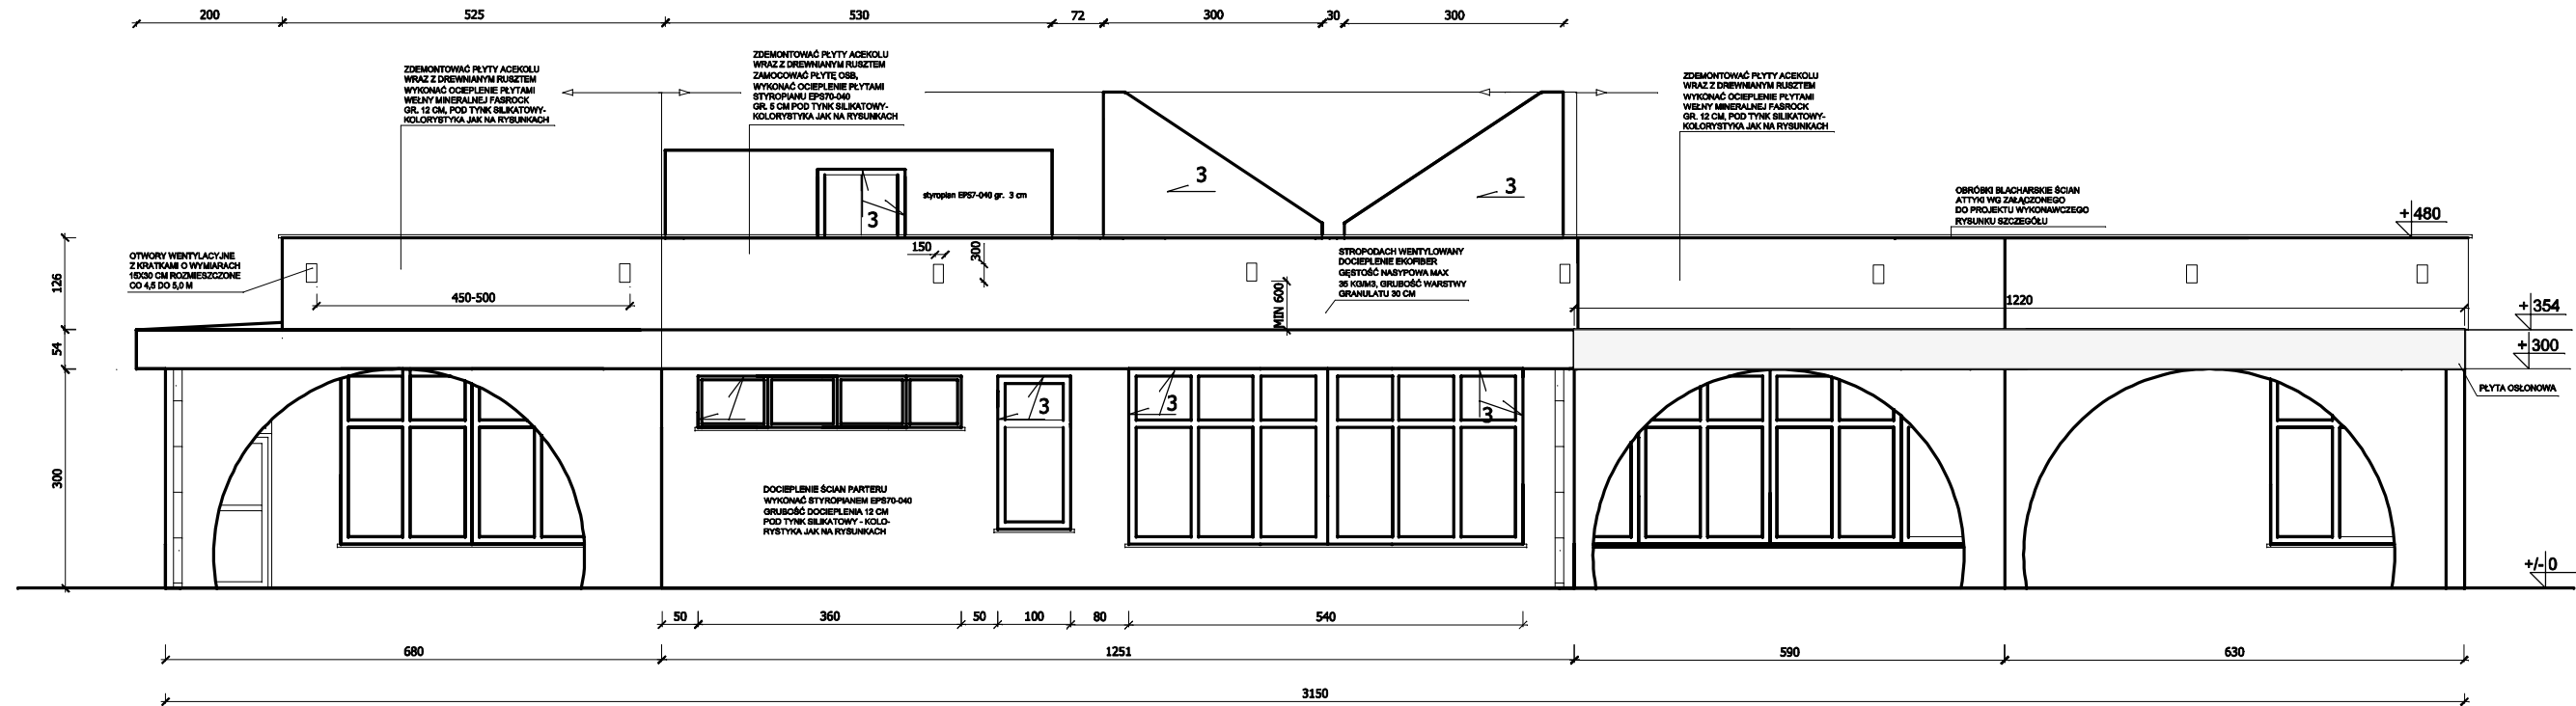 200
525
530
72
300
30
300
ZDEMONTOWAĆ PŁYTY ACEKOLU
WRAZ Z DREWNIANYM RUSZTEM
WYKONAĆ OCIEPLENIE PŁYTAMI
WEŁNY MINERALNEJ FASROCK
GR. 12 CM, POD TYNK SILIKATOWY-
KOLORYSTYKA JAK NA RYSUNKACH
ZDEMONTOWAĆ PŁYTY ACEKOLU
WRAZ Z DREWNIANYM RUSZTEM
ZAMOCOWAĆ PŁYTĘ OSB,
WYKONAĆ OCIEPLENIE PŁYTAMI
STYROPIANU EPS70-040
GR. 5 CM POD TYNK SILIKATOWY-
KOLORYSTYKA JAK NA RYSUNKACH
ZDEMONTOWAĆ PŁYTY ACEKOLU
WRAZ Z DREWNIANYM RUSZTEM
WYKONAĆ OCIEPLENIE PŁYTAMI
WEŁNY MINERALNEJ FASROCK
GR. 12 CM, POD TYNK SILIKATOWY-
KOLORYSTYKA JAK NA RYSUNKACH
3
styropian EPS7-040 gr. 3 cm
3
3
OBRÓBKI BLACHARSKIE ŚCIAN
ATTYKI WG ZAŁĄCZONEGO
DO PROJEKTU WYKONAWCZEGO
RYSUNKU SZCZEGÓŁU
+480
OTWORY WENTYLACYJNE
Z KRATKAMI O WYMIARACH
15X30 CM ROZMIESZCZONE
CO 4,5 DO 5,0 M
126
450-500
150
300
MIN 600
STROPODACH WENTYLOWANY
DOCIEPLENIE EKOFIBER
GĘSTOŚĆ NASYPOWA MAX
35 KG/M3, GRUBOŚĆ WARSTWY
GRANULATU 30 CM
1220
+354
54
+300
PŁYTA OSŁONOWA
3
3
3
300
DOCIEPLENIE ŚCIAN PARTERU
WYKONAĆ STYROPIANEM EPS70-040
GRUBOŚĆ DOCIEPLENIA 12 CM
POD TYNK SILIKATOWY - KOLO-
RYSTYKA JAK NA RYSUNKACH
+/-0
50
360
50
100
80
540
680
1251
590
630
3150